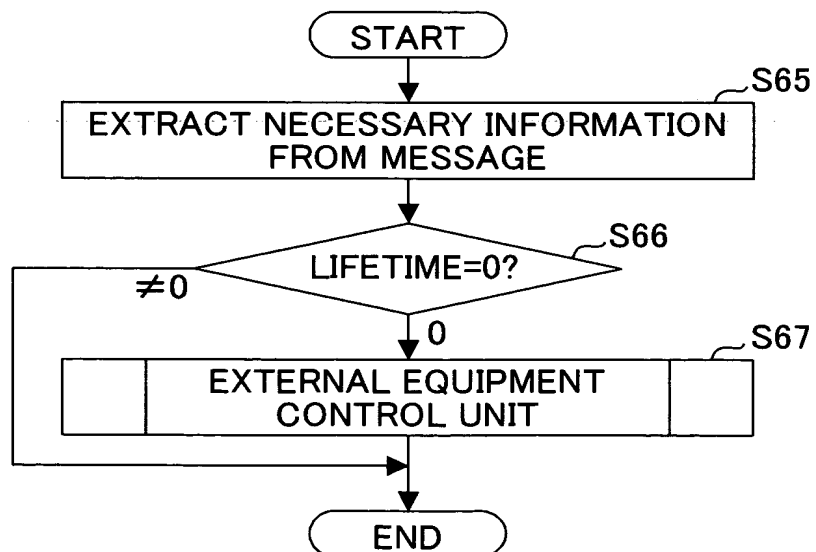 START
S65
EXTRACT NECESSARY INFORMATION
FROM MESSAGE
S66
LIFETIME=0?
≠0
0
S67
EXTERNAL EQUIPMENT
CONTROL UNIT
END